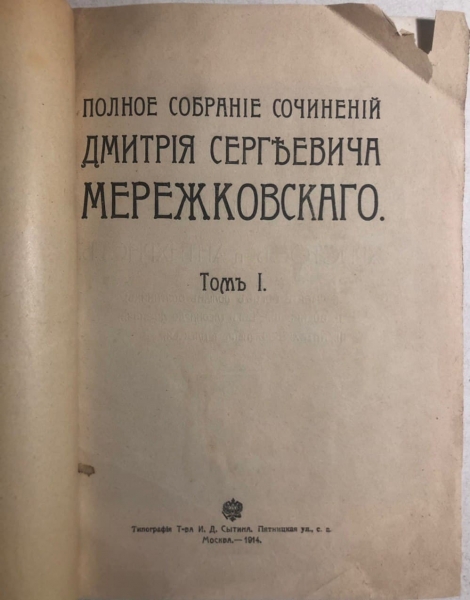 ПОЛНОЕ СОБРАНІЕ СОЧИНЕНІЙ
ДМИТРІЯ СЕРГѢЕВИЧА
МЕРЕЖКОВСКАГО.
Томъ I.
Типографія Т-ва И. Д. Сытина. Пятницкая ул., с. д.
Москва.—1914.